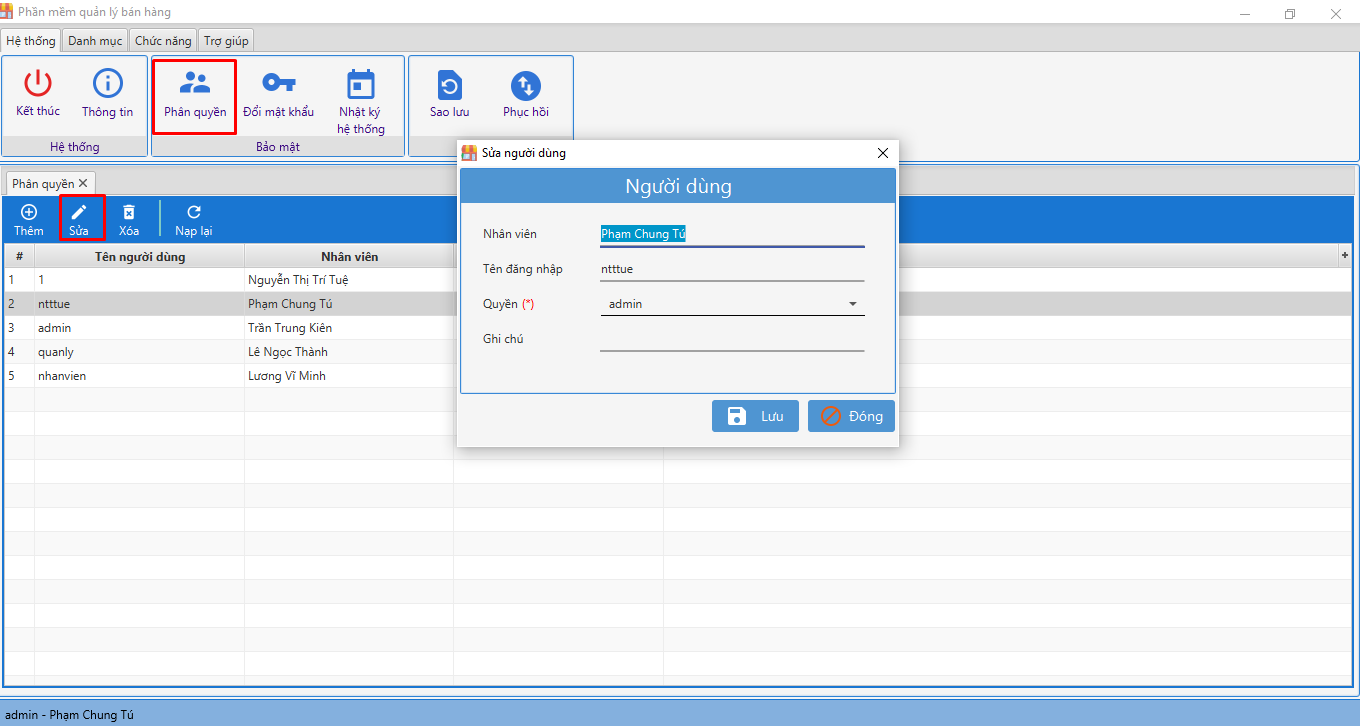 Phần mềm quản lý bán hàng
Hệ thống Danh mục Chức năng Trợ giúp
Kết thúc Thông tin Phân quyền Đổi mật khẩu Nhật ký hệ thống Sao lưu Phục hồi
Hệ thống Bảo mật
Phân quyền
Thêm Sửa Xóa Nạp lại
# Tên người dùng Nhân viên +
1 1 Nguyễn Thị Trí Tuệ
2 ntttue Phạm Chung Tú
3 admin Trần Trung Kiên
4 quanly Lê Ngọc Thành
5 nhanvien Lương Vĩ Minh
Sửa người dùng
Người dùng
Nhân viên Phạm Chung Tú
Tên đăng nhập ntttue
Quyền (*) admin
Ghi chú
Lưu Đóng
admin - Phạm Chung Tú